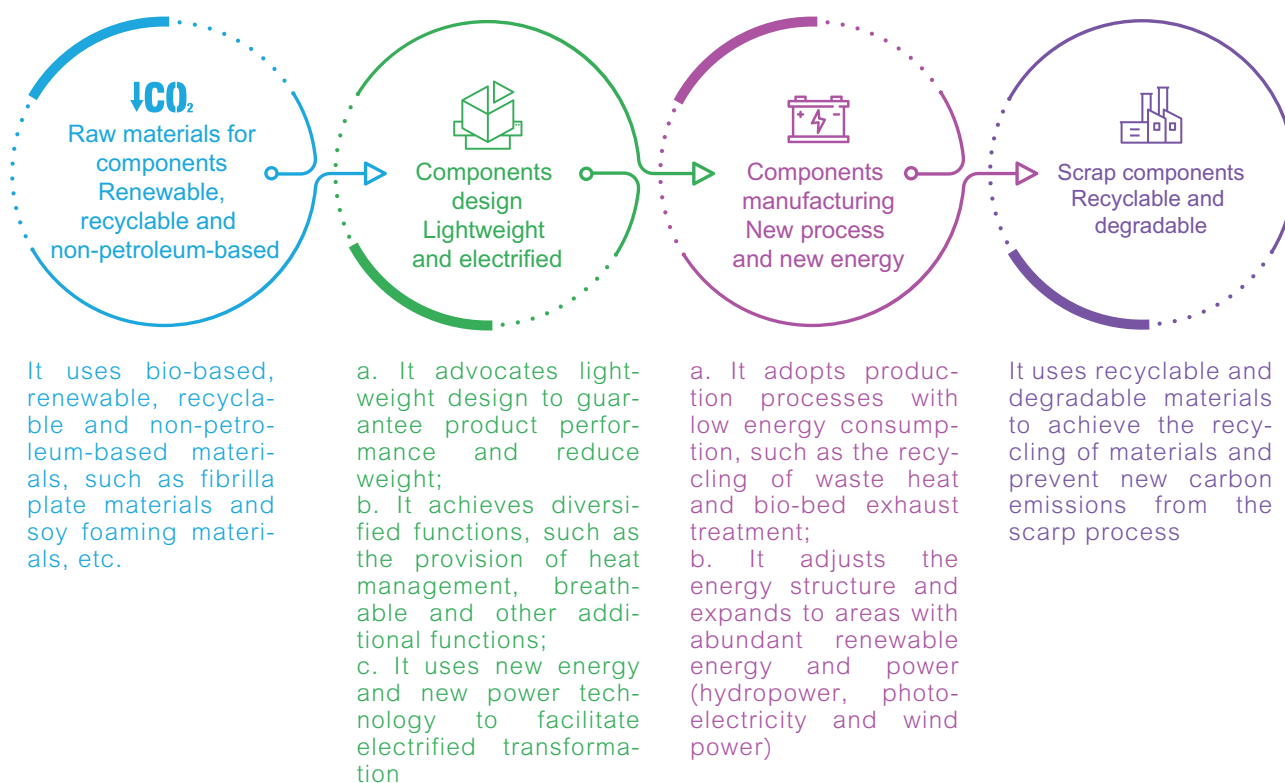 ↓CO₂
Raw materials for
components
Renewable,
recyclable and
non-petroleum-based
Components
design
Lightweight
and electrified
Components
manufacturing
New process
and new energy
Scrap components
Recyclable and
degradable
It uses bio-based,
renewable, recycla-
ble and non-petro-
leum-based materi-
als, such as fibrilla
plate materials and
soy foaming materi-
als, etc.
a. It advocates light-
weight design to guar-
antee product perfor-
mance and reduce
weight;
b. It achieves diversi-
fied functions, such as
the provision of heat
management, breath-
able and other addi-
tional functions;
c. It uses new energy
and new power tech-
nology to facilitate
electrified transforma-
tion
a. It adopts produc-
tion processes with
low energy consump-
tion, such as the recy-
cling of waste heat
and bio-bed exhaust
treatment;
b. It adjusts the
energy structure and
expands to areas with
abundant renewable
energy and power
(hydropower, photo-
electricity and wind
power)
It uses recyclable and
degradable materials
to achieve the recy-
cling of materials and
prevent new carbon
emissions from the
scarp process